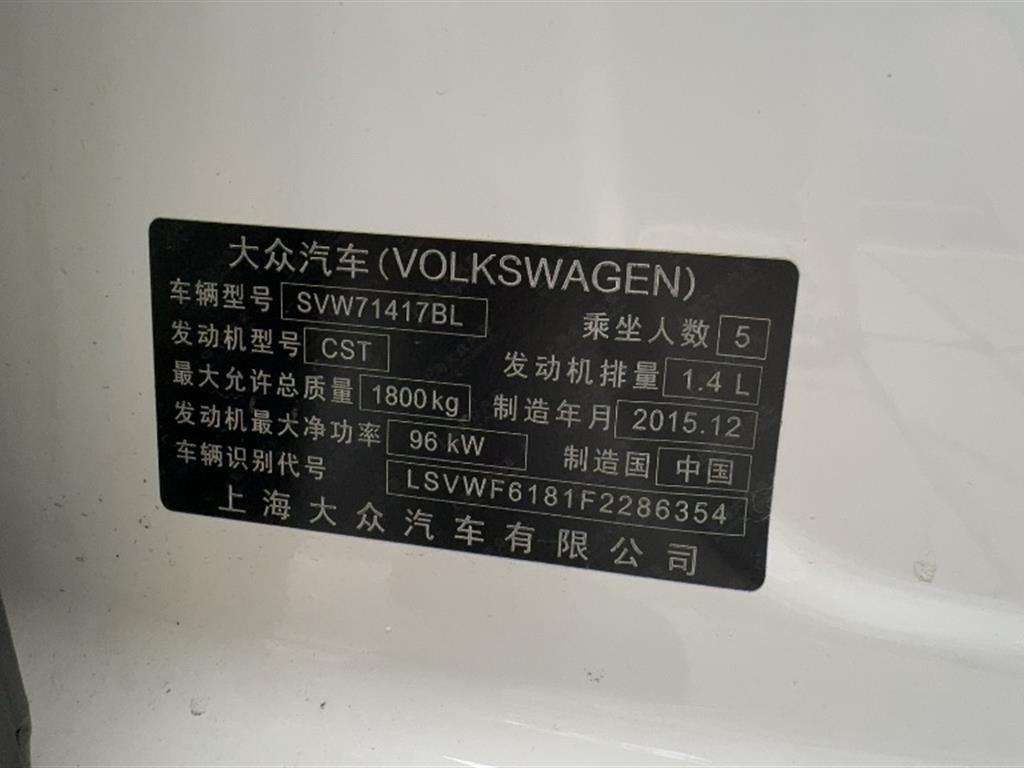 大众汽车(VOLKSWAGEN)
车辆型号 SVW71417BL 乘坐人数 5
发动机型号 CST 发动机排量 1.4 L
最大允许总质量 1800kg 制造年月 2015.12
发动机最大净功率 96 kW 制造国 中国
车辆识别代号 LSVWF6181F2286354
上海大众汽车有限公司